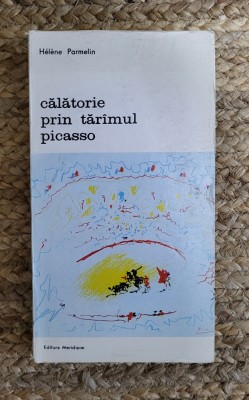 Hélène Parmelin
călătorie
prin tărîmul
picasso
Editura Meridiane